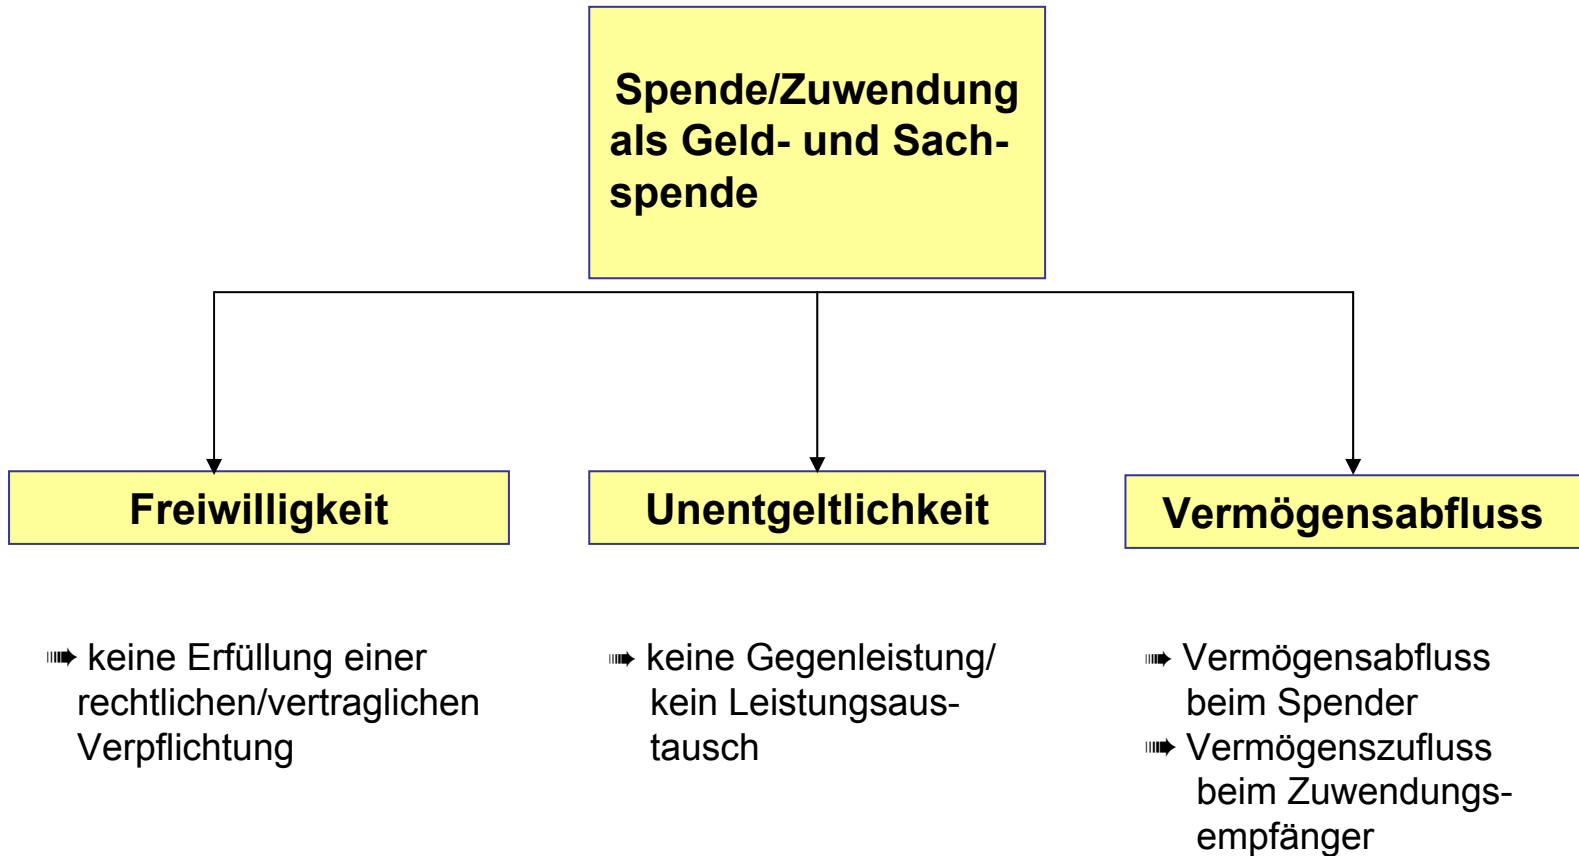 Spende/Zuwendung
als Geld- und Sach-
spende
Freiwilligkeit
➠ keine Erfüllung einer
rechtlichen/vertraglichen
Verpflichtung
Unentgeltlichkeit
➠ keine Gegenleistung/
kein Leistungsaus-
tausch
Vermögensabfluss
➠ Vermögensabfluss
beim Spender
➠ Vermögenszufluss
beim Zuwendungs-
empfänger